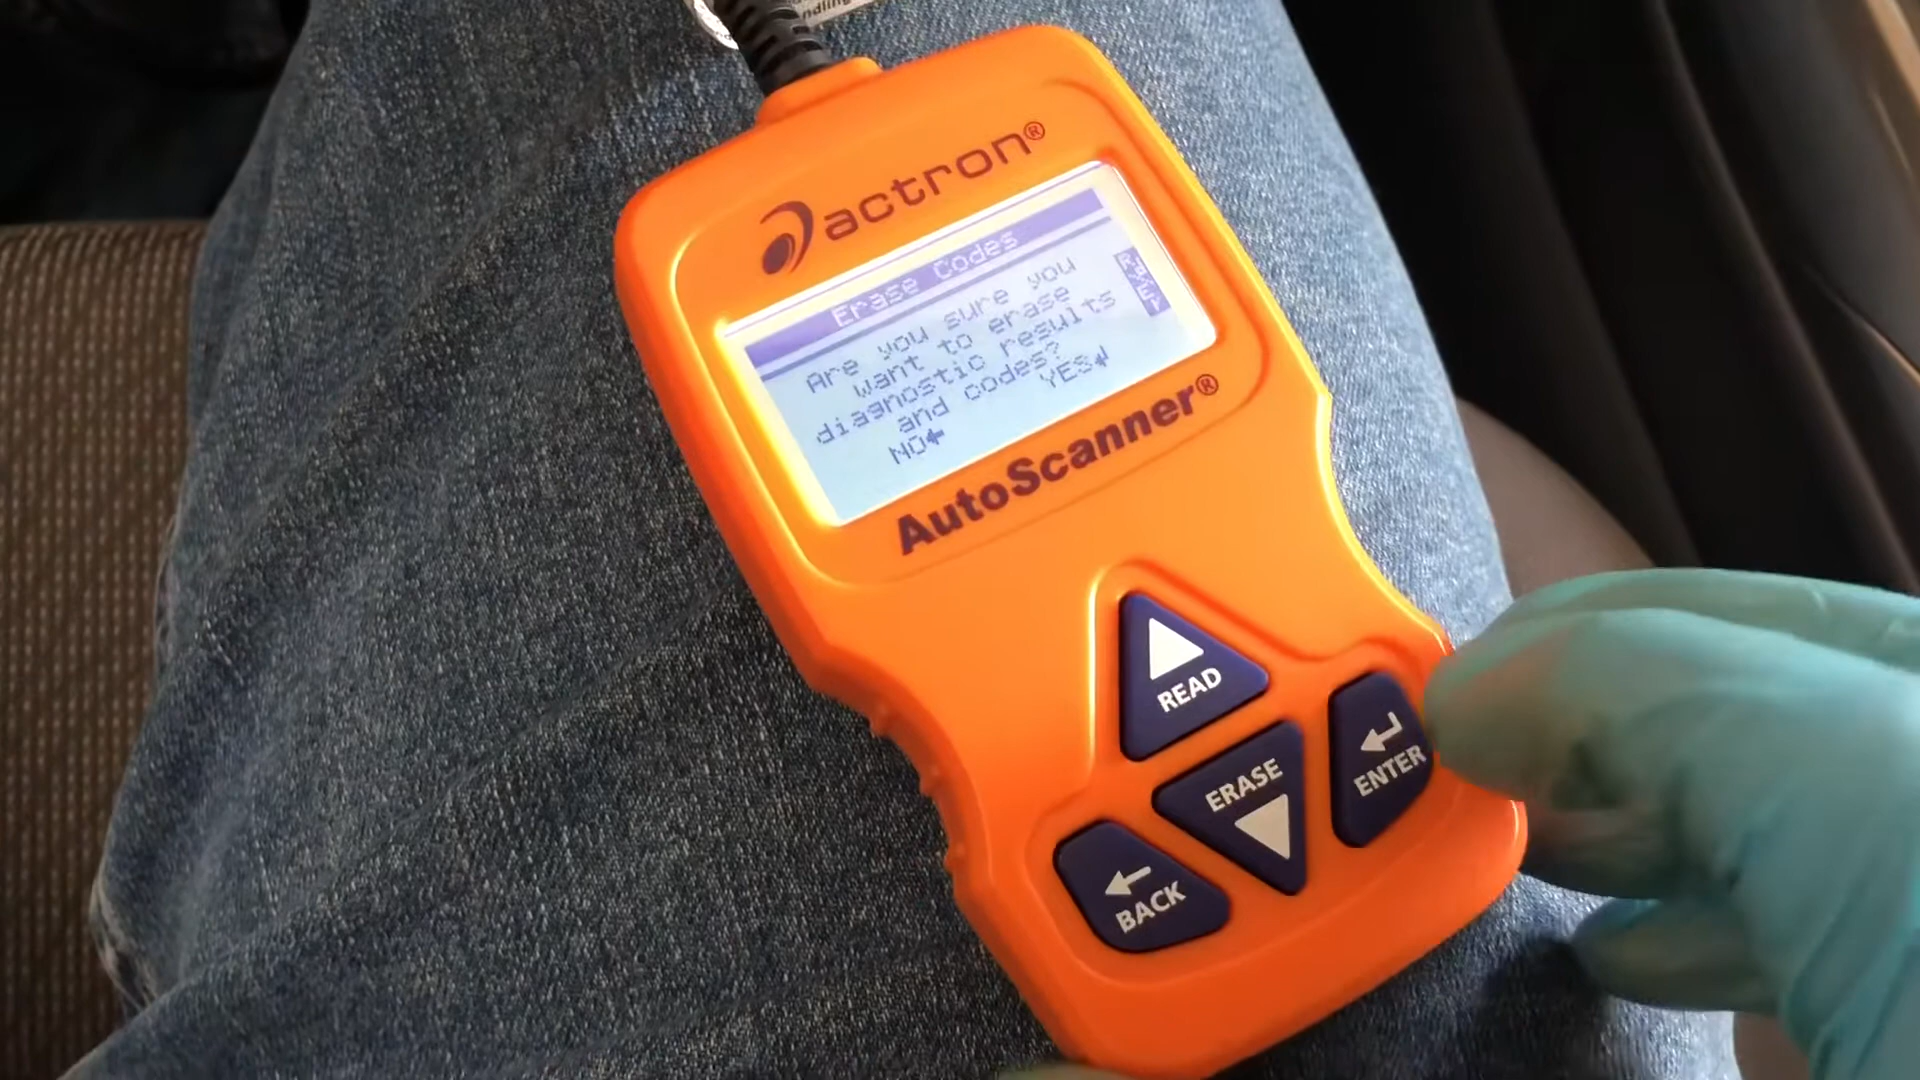 ndling
actron®
Erase Codes
Are you sure you
want to erase
diagnostic results
and codes?
NO← YES↲
AutoScanner®
READ
ERASE
ENTER
BACK